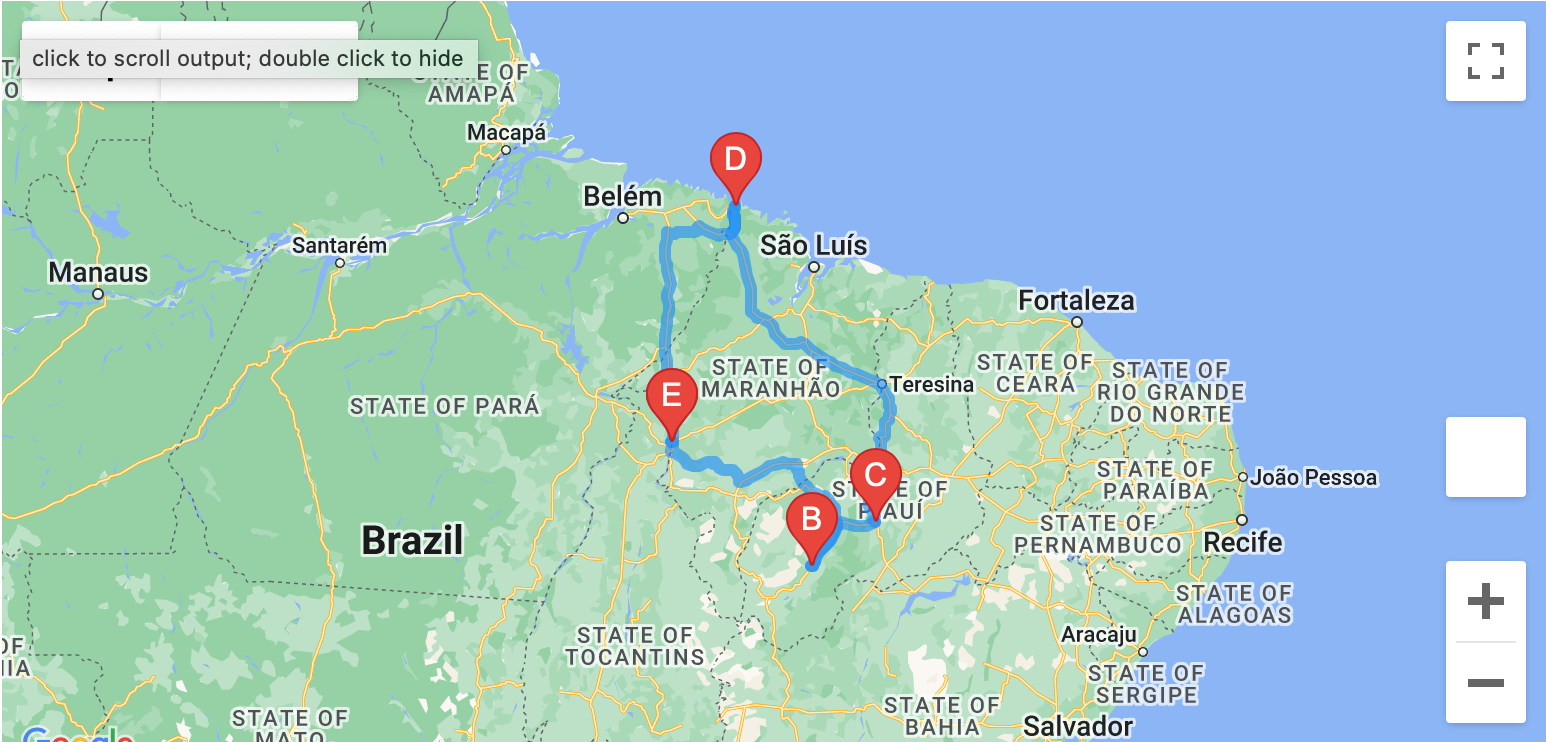 click to scroll output; double click to hide
STATE OF
AMAPÁ
Macapá
D
Belém
Santarém
São Luís
Manaus
Fortaleza
STATE OF
MARANHÃO
Teresina
STATE OF
CEARÁ
STATE OF
RIO GRANDE
DO NORTE
E
STATE OF PARÁ
C
STATE OF
PIAUÍ
STATE OF
PARAÍBA
João Pessoa
B
Brazil
STATE OF
PERNAMBUCO
Recife
STATE OF
ALAGOAS
Aracaju
STATE OF
TOCANTINS
STATE OF
SERGIPE
STATE OF
BAHIA
Salvador
STATE OF
MATO
Google